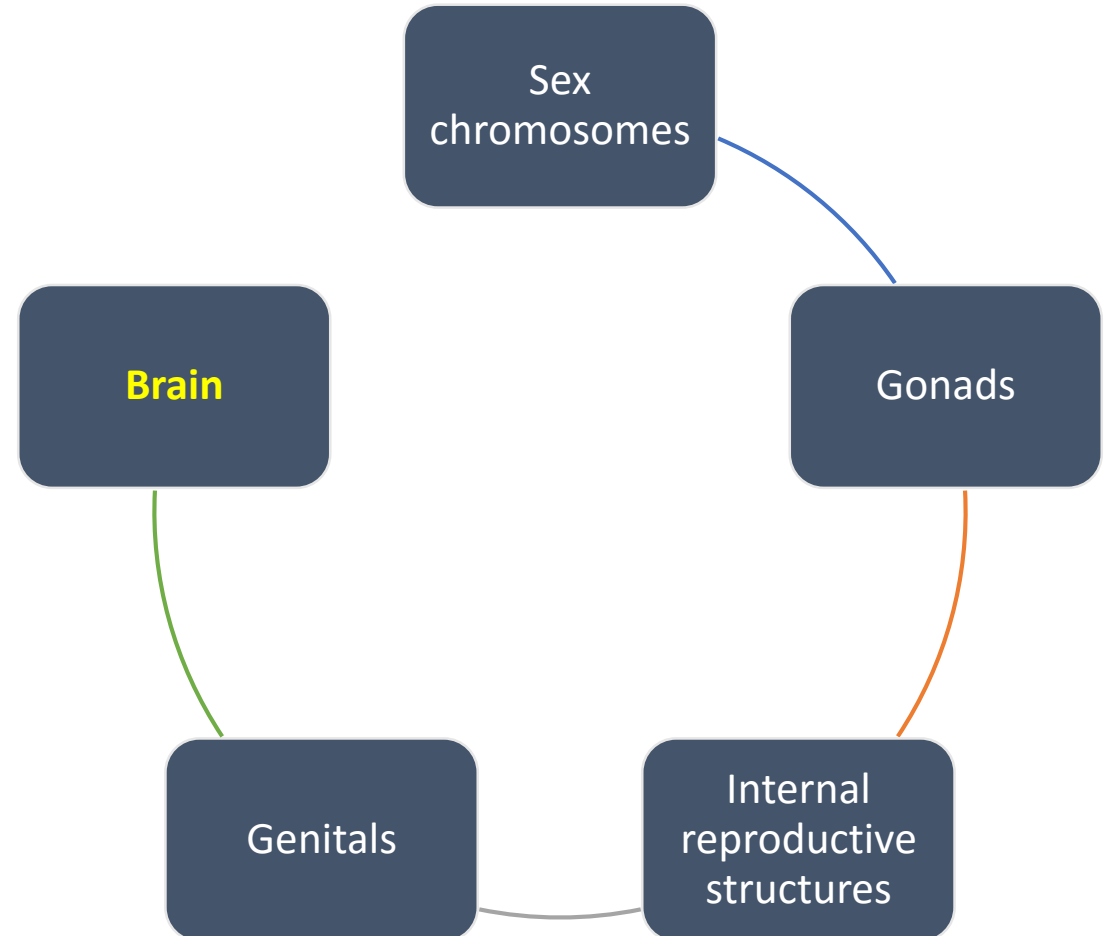 Sex
chromosomes
Gonads
Internal
reproductive
structures
Genitals
Brain